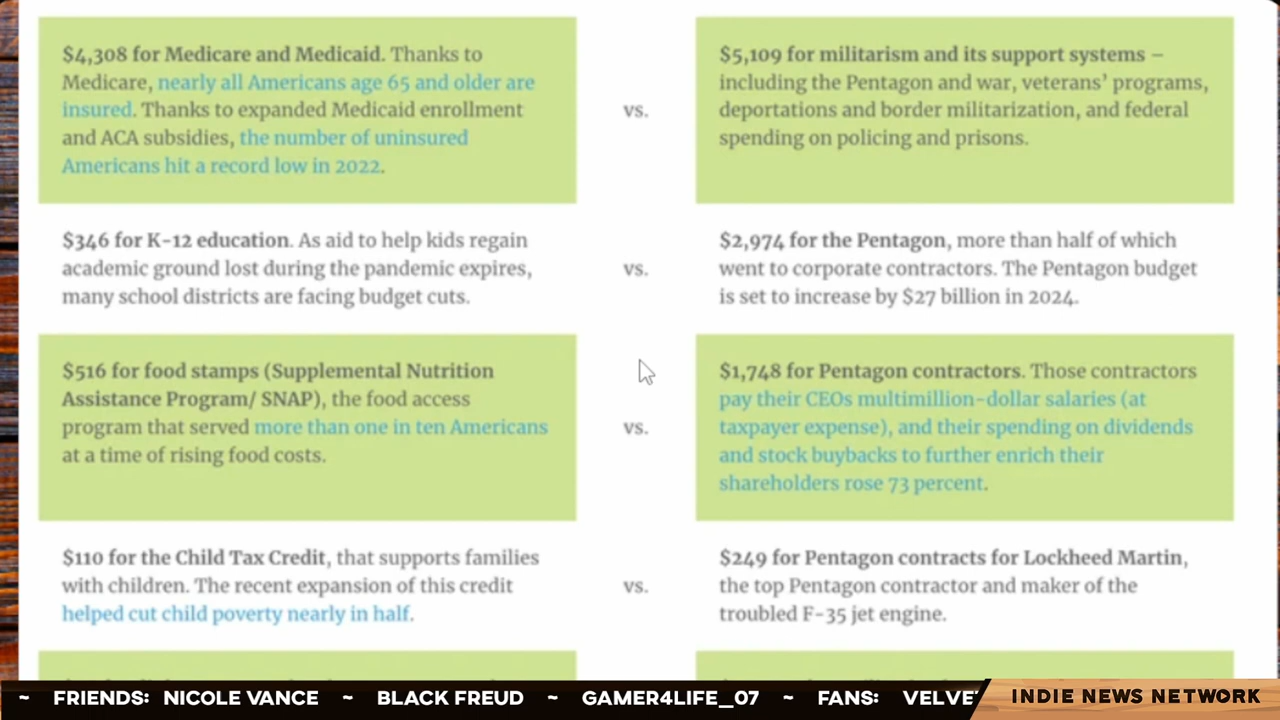 $4,308 for Medicare and Medicaid. Thanks to
Medicare, nearly all Americans age 65 and older are
insured. Thanks to expanded Medicaid enrollment
and ACA subsidies, the number of uninsured
Americans hit a record low in 2022.
vs.
$5,109 for militarism and its support systems –
including the Pentagon and war, veterans' programs,
deportations and border militarization, and federal
spending on policing and prisons.
$346 for K-12 education. As aid to help kids regain
academic ground lost during the pandemic expires,
many school districts are facing budget cuts.
vs.
$2,974 for the Pentagon, more than half of which
went to corporate contractors. The Pentagon budget
is set to increase by $27 billion in 2024.
$516 for food stamps (Supplemental Nutrition
Assistance Program/ SNAP), the food access
program that served more than one in ten Americans
at a time of rising food costs.
vs.
$1,748 for Pentagon contractors. Those contractors
pay their CEOs multimillion-dollar salaries (at
taxpayer expense), and their spending on dividends
and stock buybacks to further enrich their
shareholders rose 73 percent.
$110 for the Child Tax Credit, that supports families
with children. The recent expansion of this credit
helped cut child poverty nearly in half.
vs.
$249 for Pentagon contracts for Lockheed Martin,
the top Pentagon contractor and maker of the
troubled F-35 jet engine.
~ FRIENDS: NICOLE VANCE ~ BLACK FREUD ~ GAMER4LIFE_07 ~ FANS:
INDIE NEWS NETWORK